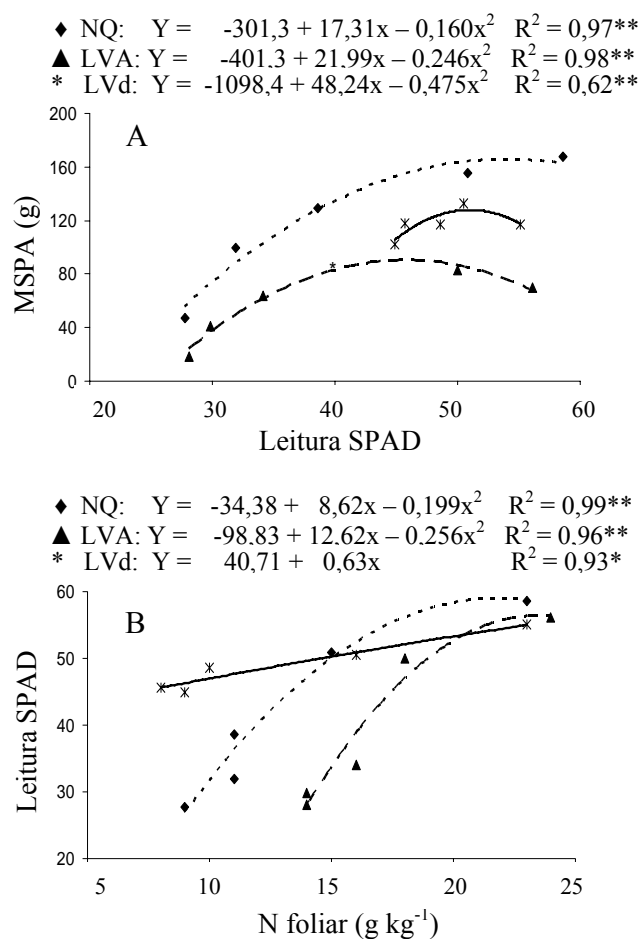 ◆ NQ: Y = -301,3 + 17,31x – 0,160x² R² = 0,97**
▲ LVA: Y = -401,3 + 21,99x – 0,246x² R² = 0,98**
* LVd: Y = -1098,4 + 48,24x – 0,475x² R² = 0,62**
A
MSPA (g)
200
160
120
80
40
0
20 30 40 50 60
Leitura SPAD
◆ NQ: Y = -34,38 + 8,62x – 0,199x² R² = 0,99**
▲ LVA: Y = -98,83 + 12,62x – 0,256x² R² = 0,96**
* LVd: Y = 40,71 + 0,63x R² = 0,93*
B
Leitura SPAD
60
50
40
30
20
5 10 15 20 25
N foliar (g kg⁻¹)